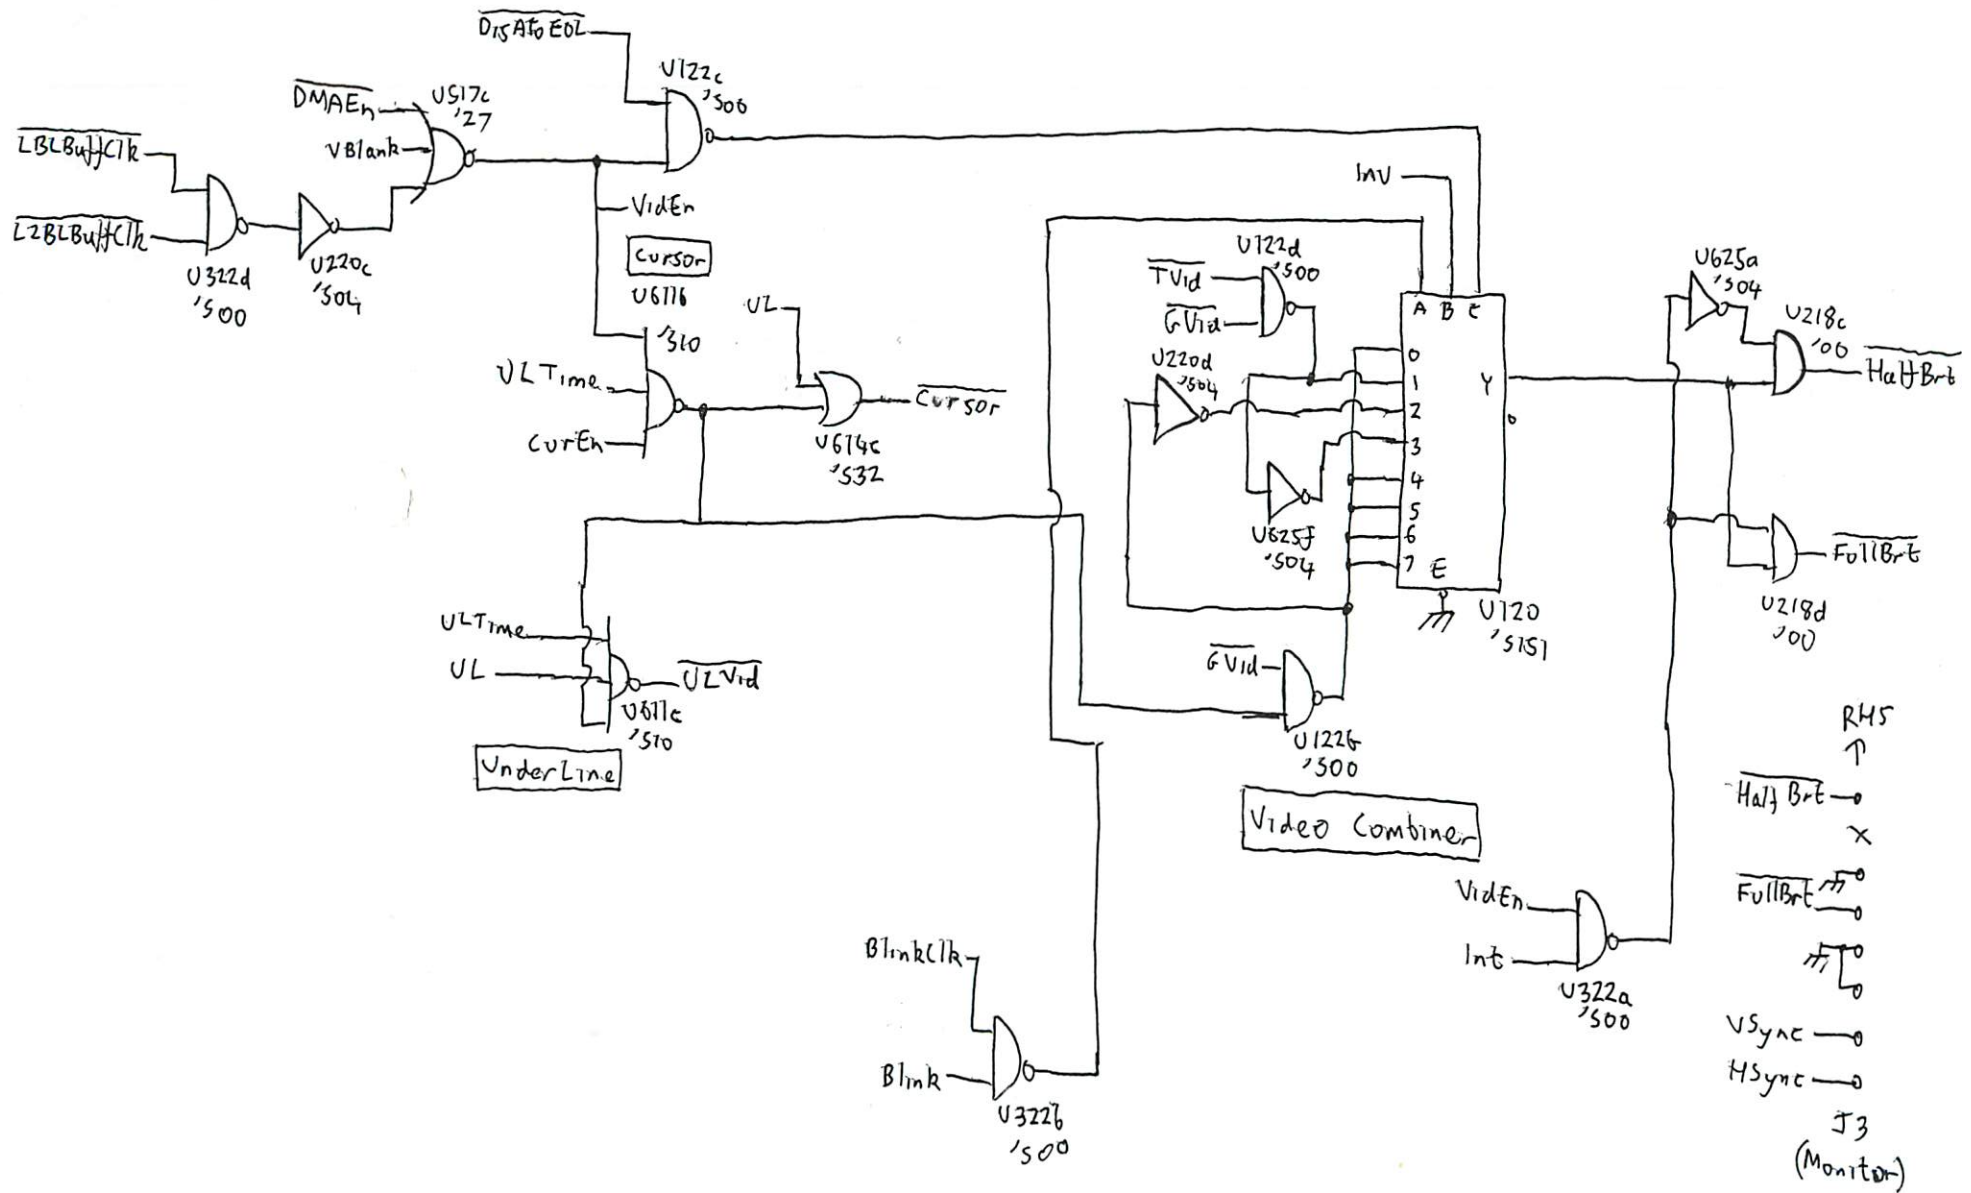 DisAtoEOL
U122c
'S00
DMAEn
U517c
'27
LBLBuffClk
VBlank
L2BLBuffClk
U322d
'S00
U220c
'S04
VidEn
Cursor
U611b
'S10
UL
ULTime
CurEn
Cursor
U614c
'S32
Inv
U122d
'S00
TVid
GVid
U220d
'S04
U625f
'S04
A B C
0
1
2
3
4
5
6
7
E
Y
U120
'S151
U625a
'S04
U218c
'00
HalfBrt
FullBrt
U218d
'00
ULTime
UL
ULVid
U611c
'S10
UnderLine
GVid
U122b
'S00
Video Combiner
VidEn
Int
U322a
'S00
BlinkClk
Blink
U322b
'S00
RHS
↑
Half Brt
X
FullBrt
VSync
HSync
J3
(Monitor)